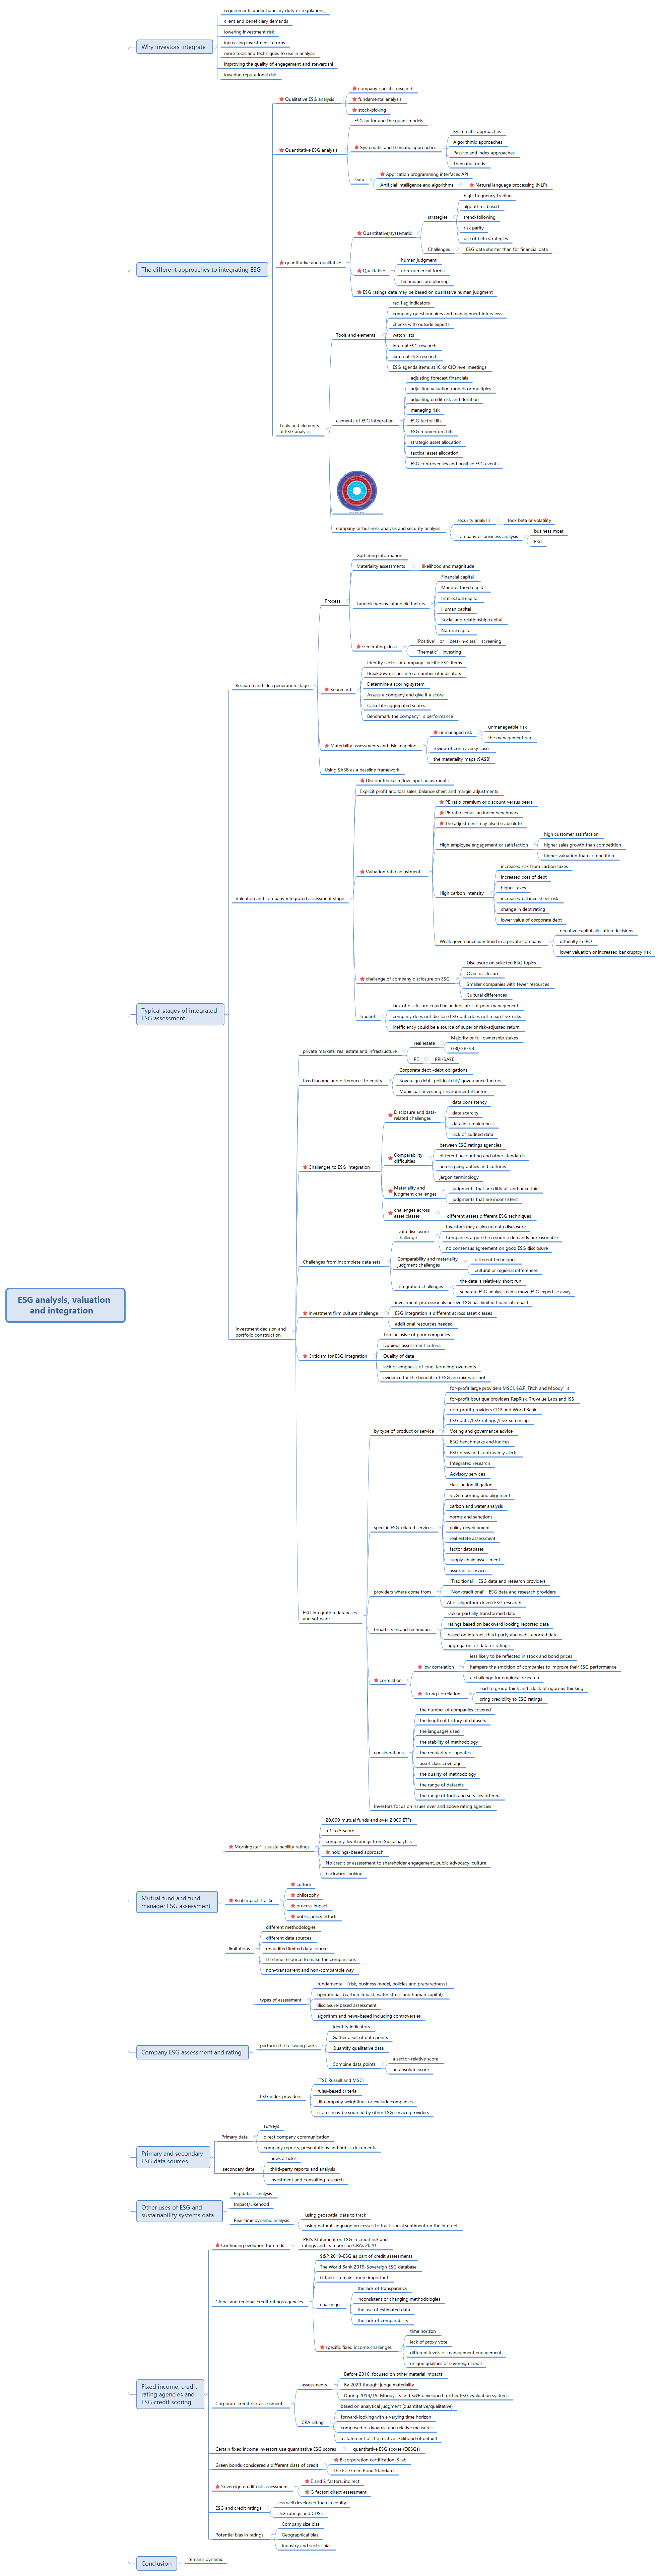 ESG analysis, valuation
and integration
Why investors integrate
requirements under fiduciary duty or regulations;
client and beneficiary demands
lowering investment risk
increasing investment returns
more tools and techniques to use in analysis
improving the quality of engagement and stewardshi
lowering reputational risk
The different approaches to integrating ESG
Qualitative ESG analysis
company-specific research
fundamental analysis
stock-picking
Quantitative ESG analysis
ESG factor and the quant models
Systematic and thematic approaches
Systematic approaches
Algorithmic approaches
Passive and index approaches
Thematic funds
Data
Application programming interfaces API
Artificial intelligence and algorithms
Natural language processing (NLP)
quantitative and qualitative
Quantitative/systematic
strategies
high-frequency trading
algorithms based
trend-following
risk parity
use of beta strategies
Challenges
ESG data shorter than for financial data
Qualitative
human judgment
non-numerical forms
techniques are blurring
ESG ratings data may be based on qualitative human judgment
Tools and elements
of ESG analysis
Tools and elements
red flag indicators
company questionnaires and management interviews
checks with outside experts
watch lists
internal ESG research
external ESG research
ESG agenda items at IC or CIO level meetings
elements of ESG integration
adjusting forecast financials
adjusting valuation models or multiples
adjusting credit risk and duration
managing risk
ESG factor tilts
ESG momentum tilts
strategic asset allocation
tactical asset allocation
ESG controversies and positive ESG events
company or business analysis and security analysis
security analysis
tock beta or volatility
company or business analysis
business moat
ESG
Typical stages of integrated
ESG assessment
Research and idea generation stage
Process
Gathering information
Materiality assessments
likelihood and magnitude
Tangible versus intangible factors
Financial capital
Manufactured capital
Intellectual capital
Human capital
Social and relationship capital
Natural capital
Generating ideas
'Positive' or 'best-in-class' screening
'Thematic' investing
Scorecard
Identify sector or company specific ESG items
Breakdown issues into a number of indicators
Determine a scoring system
Assess a company and give it a score
Calculate aggregated scores
Benchmark the company's performance
Materiality assessments and risk-mapping
unmanaged risk
unmanageable risk
the management gap
review of controversy cases
the materiality maps (SASB)
Using SASB as a baseline framework
Valuation and company integrated assessment stage
Discounted cash flow input adjustments
Explicit profit and loss sales, balance sheet and margin adjustments
Valuation ratio adjustments
PE ratio premium or discount versus peers
PE ratio versus an index benchmark
The adjustment may also be absolute
High employee engagement or satisfaction
high customer satisfaction
higher sales growth than competition
higher valuation than competition
High carbon intensity
increased risk from carbon taxes
increased cost of debt
higher taxes
increased balance sheet risk
change in debt rating
lower value of corporate debt
Weak governance identified in a private company
negative capital allocation decisions
difficulty in IPO
lower valuation or increased bankruptcy risk
challenge of company disclosure on ESG
Disclosure on selected ESG topics
Over-disclosure
Smaller companies with fewer resources
Cultural differences
tradeoff
lack of disclosure could be an indicator of poor management
company does not disclose ESG data does not mean ESG risks
inefficiency could be a source of superior risk-adjusted return
Investment decision and
portfolio construction
private markets, real estate and infrastructure
real estate
Majority or full ownership stakes
GRI/GRESB
PE
PRI/SASB
fixed income and differences to equity
Corporate debt -debt obligations
Sovereign debt -political risk/ governance factors
Municipals investing-Environmental factors
Challenges to ESG integration
Disclosure and data-
related challenges
data consistency
data scarcity
data incompleteness
lack of audited data
Comparability
difficulties
between ESG ratings agencies
different accounting and other standards
across geographies and cultures
jargon terminology
Materiality and
judgment challenges
judgments that are difficult and uncertain
judgments that are inconsistent
challenges across
asset classes
different assets different ESG techniques
Challenges from incomplete data sets
Data disclosure
challenge
Investors may claim no data disclosure
Companies argue the resource demands unreasonable
no consensus agreement on good ESG disclosure
Comparability and materiality
judgment challenges
different techniques
cultural or regional differences
Integration challenges
the data is relatively short run
separate ESG analyst teams move ESG expertise away
Investment firm culture challenge
Investment professionals believe ESG has limited financial impact
ESG integration is different across asset classes
additional resources needed
Criticism for ESG integration
Too inclusive of poor companies
Dubious assessment criteria
Quality of data
lack of emphasis of long-term improvements
evidence for the benefits of ESG are mixed or not
ESG integration databases
and software
by type of product or service
for-profit large providers MSCI, S&P, Fitch and Moody's
for-profit boutique providers RepRisk, Truvalue Labs and ISS
non-profit providers CDP and World Bank
ESG data /ESG ratings /ESG screening
Voting and governance advice
ESG benchmarks and indices
ESG news and controversy alerts
Integrated research
Advisory services
specific ESG-related services
class action litigation
SDG reporting and alignment
carbon and water analysis
norms and sanctions
policy development
real estate assessment
factor databases
supply chain assessment
assurance services
providers where come from
'Traditional' ESG data and research providers
'Non-traditional' ESG data and research providers
AI or algorithm-driven ESG research
broad styles and techniques
raw or partially transformed data
ratings based on backward looking reported data
based on internet, third-party and web-reported data
aggregators of data or ratings
correlation
low correlation
less likely to be reflected in stock and bond prices
hampers the ambition of companies to improve their ESG performance
a challenge for empirical research
strong correlations
lead to group think and a lack of rigorous thinking
bring credibility to ESG ratings
considerations
the number of companies covered
the length of history of datasets
the languages used
the stability of methodology
the regularity of updates
asset class coverage
the quality of methodology
the range of datasets
the range of tools and services offered
Investors focus on issues over and above rating agencies
Mutual fund and fund
manager ESG assessment
Morningstar's sustainability ratings
20,000 mutual funds and over 2,000 ETFs
a 1 to 5 score
company-level ratings from Sustainalytics
holdings-based approach
No credit or assessment to shareholder engagement, public advocacy, culture
backward-looking
Real Impact Tracker
culture
philosophy
process impact
public policy efforts
limitations
different methodologies
different data sources
unaudited limited data sources
the time resource to make the comparisons
non-transparent and non-comparable way
Company ESG assessment and rating
types of assessment
fundamental (risk, business model, policies and preparedness)
operational (carbon impact, water stress and human capital);
disclosure-based assessment
algorithm and news-based including controversies
perform the following tasks
Identify indicators
Gather a set of data points
Quantify qualitative data
Combine data points
a sector-relative score
an absolute score
ESG index providers
FTSE Russell and MSCI
rules-based criteria
tilt company weightings or exclude companies
scores may be sourced by other ESG service providers
Primary and secondary
ESG data sources
Primary data
surveys
direct company communication
company reports, presentations and public documents
secondary data
news articles
third-party reports and analysis
investment and consulting research
Other uses of ESG and
sustainability systems data
Big data' analysis
Impact/Likehood
Real-time dynamic analysis
using geospatial data to track
using natural language processes to track social sentiment on the internet
Fixed income, credit
rating agencies and
ESG credit scoring
Continuing evolution for credit
PRI's Statement on ESG in credit risk and
ratings and its report on CRAs 2020
Global and regional credit ratings agencies
S&P 2019-ESG as part of credit assessments
The World Bank 2019-Sovereign ESG database
G factor remains more important
challenges
the lack of transparency
inconsistent or changing methodologies
the use of estimated data
the lack of comparability
specific fixed income challenges
time horizon
lack of proxy vote
different levels of management engagement
unique qualities of sovereign credit
Corporate credit risk assessments
assessments
Before 2016; focused on other material impacts
By 2020 though: judge materiality
During 2018/19: Moody's and S&P developed further ESG evaluation systems
CRA rating
based on analytical judgment (quantitative/qualitative)
forward-looking with a varying time horizon
composed of dynamic and relative measures
a statement of the relative likelihood of default
Certain fixed income investors use quantitative ESG scores
quantitative ESG scores (QESGs)
Green bonds considered a different class of credit
B-corporation certification-B lab
the EU Green Bond Standard
Sovereign credit risk assessment
E and S factors: indirect
G factor: direct assessment
ESG and credit ratings
less well developed than in equity
ESG ratings and CDSs
Potential bias in ratings
Company size bias
Geographical bias
Industry and sector bias
Conclusion
remains dynamic